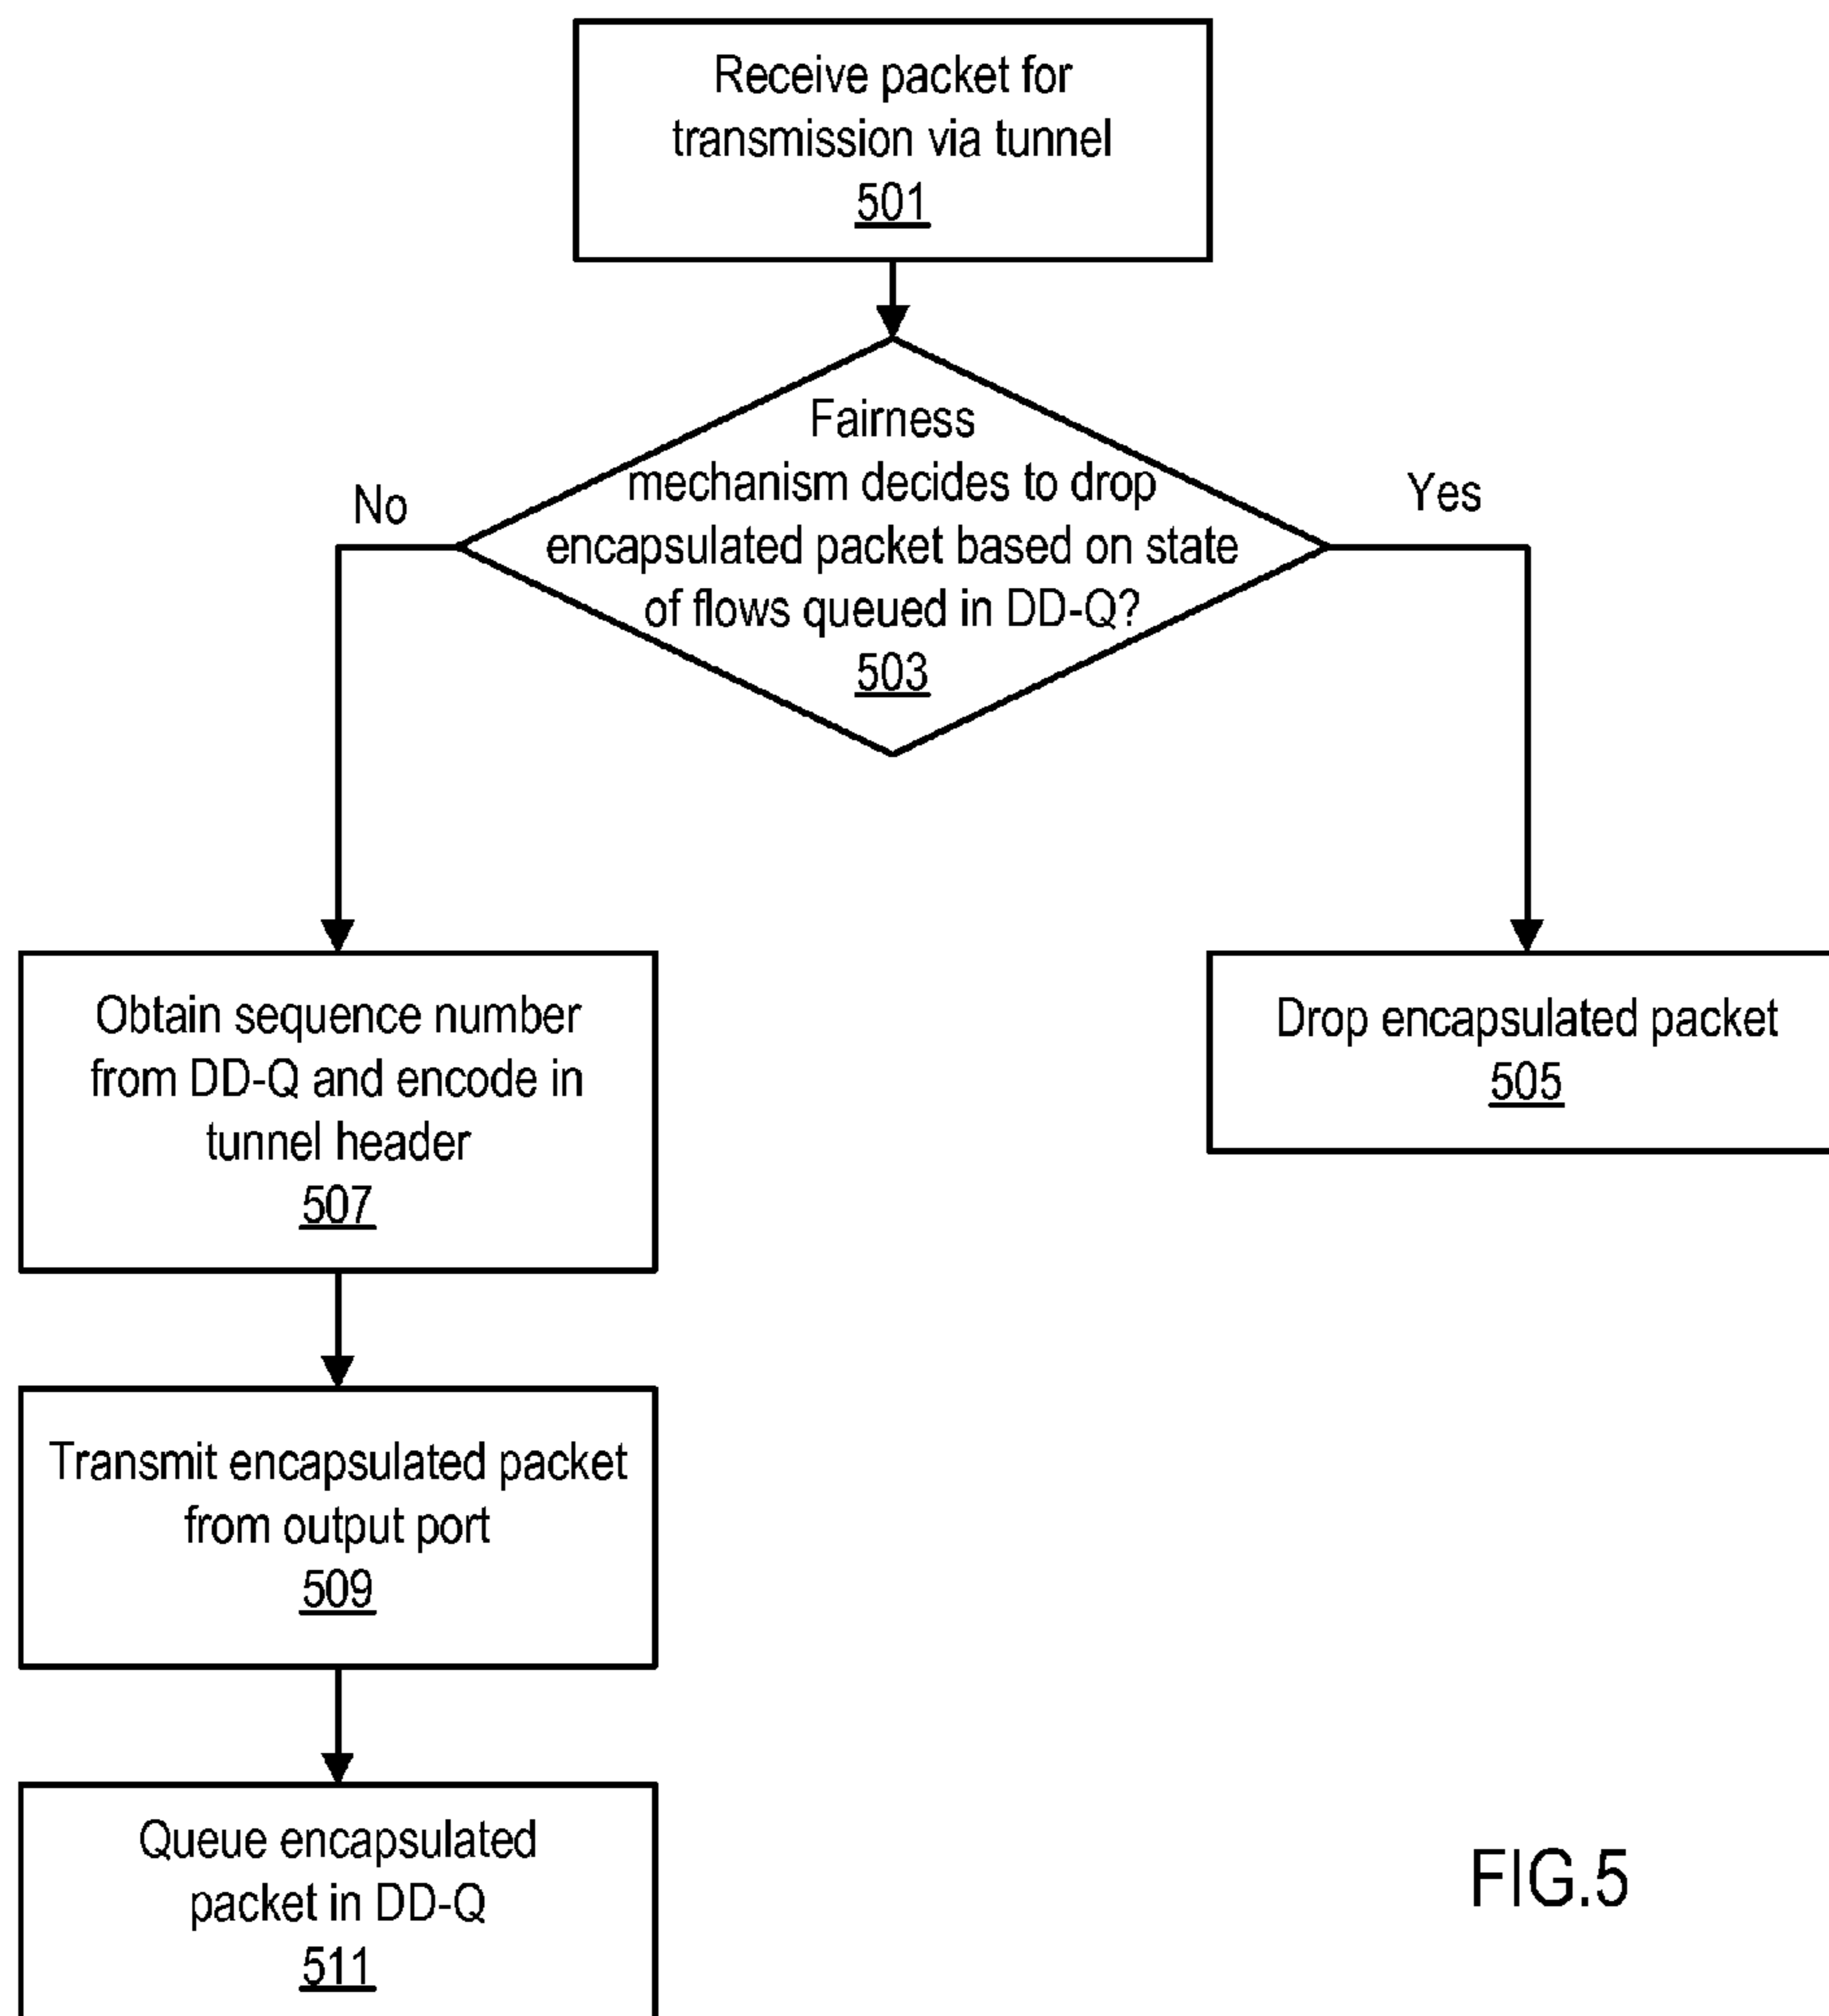 Receive packet for
transmission via tunnel
501
Fairness
mechanism decides to drop
encapsulated packet based on state
of flows queued in DD-Q?
503
No
Yes
Obtain sequence number
from DD-Q and encode in
tunnel header
507
Drop encapsulated packet
505
Transmit encapsulated packet
from output port
509
Queue encapsulated
packet in DD-Q
511
FIG.5